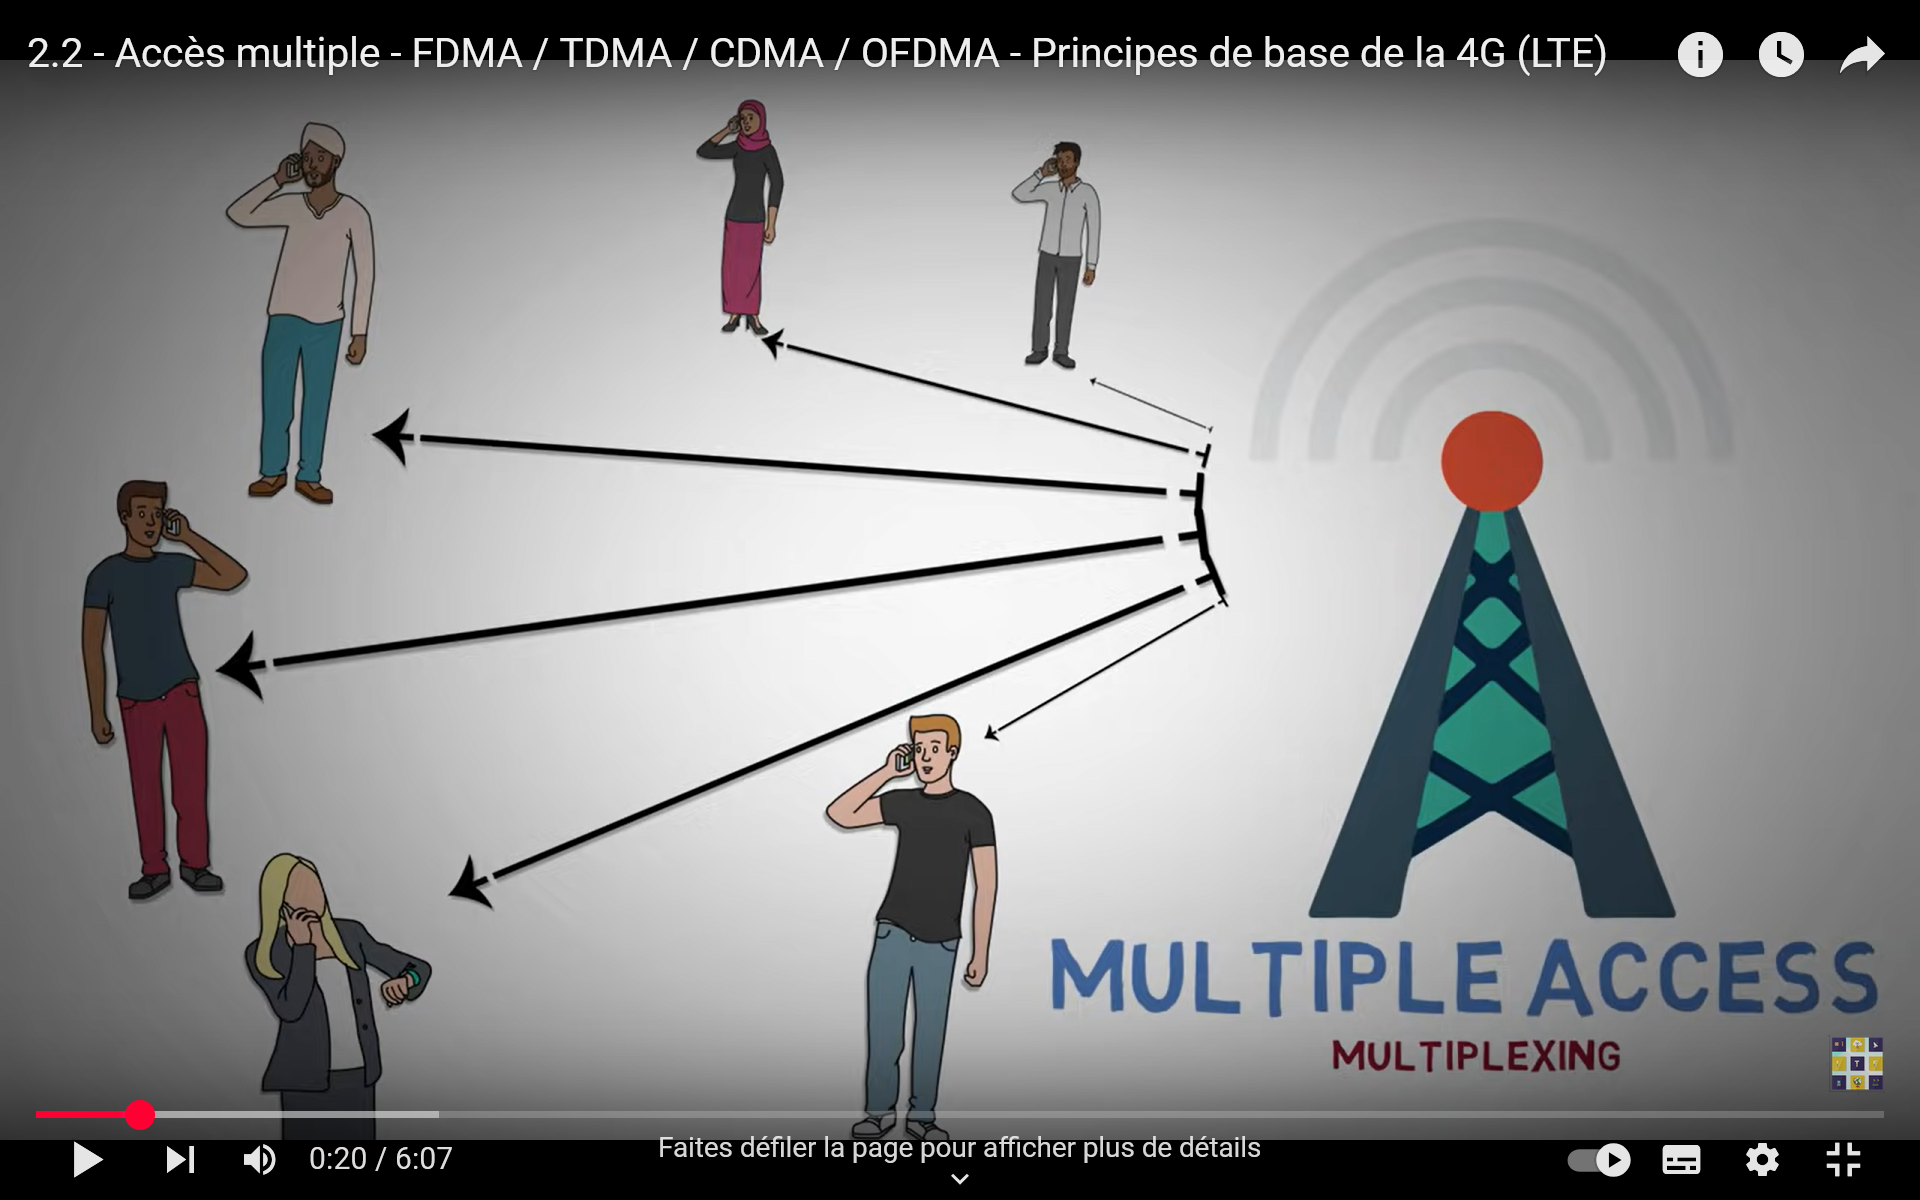 2.2 - Accès multiple - FDMA / TDMA / CDMA / OFDMA - Principes de base de la 4G (LTE)
MULTIPLE ACCESS
MULTIPLEXING
0:20 / 6:07
Faites défiler la page pour afficher plus de détails